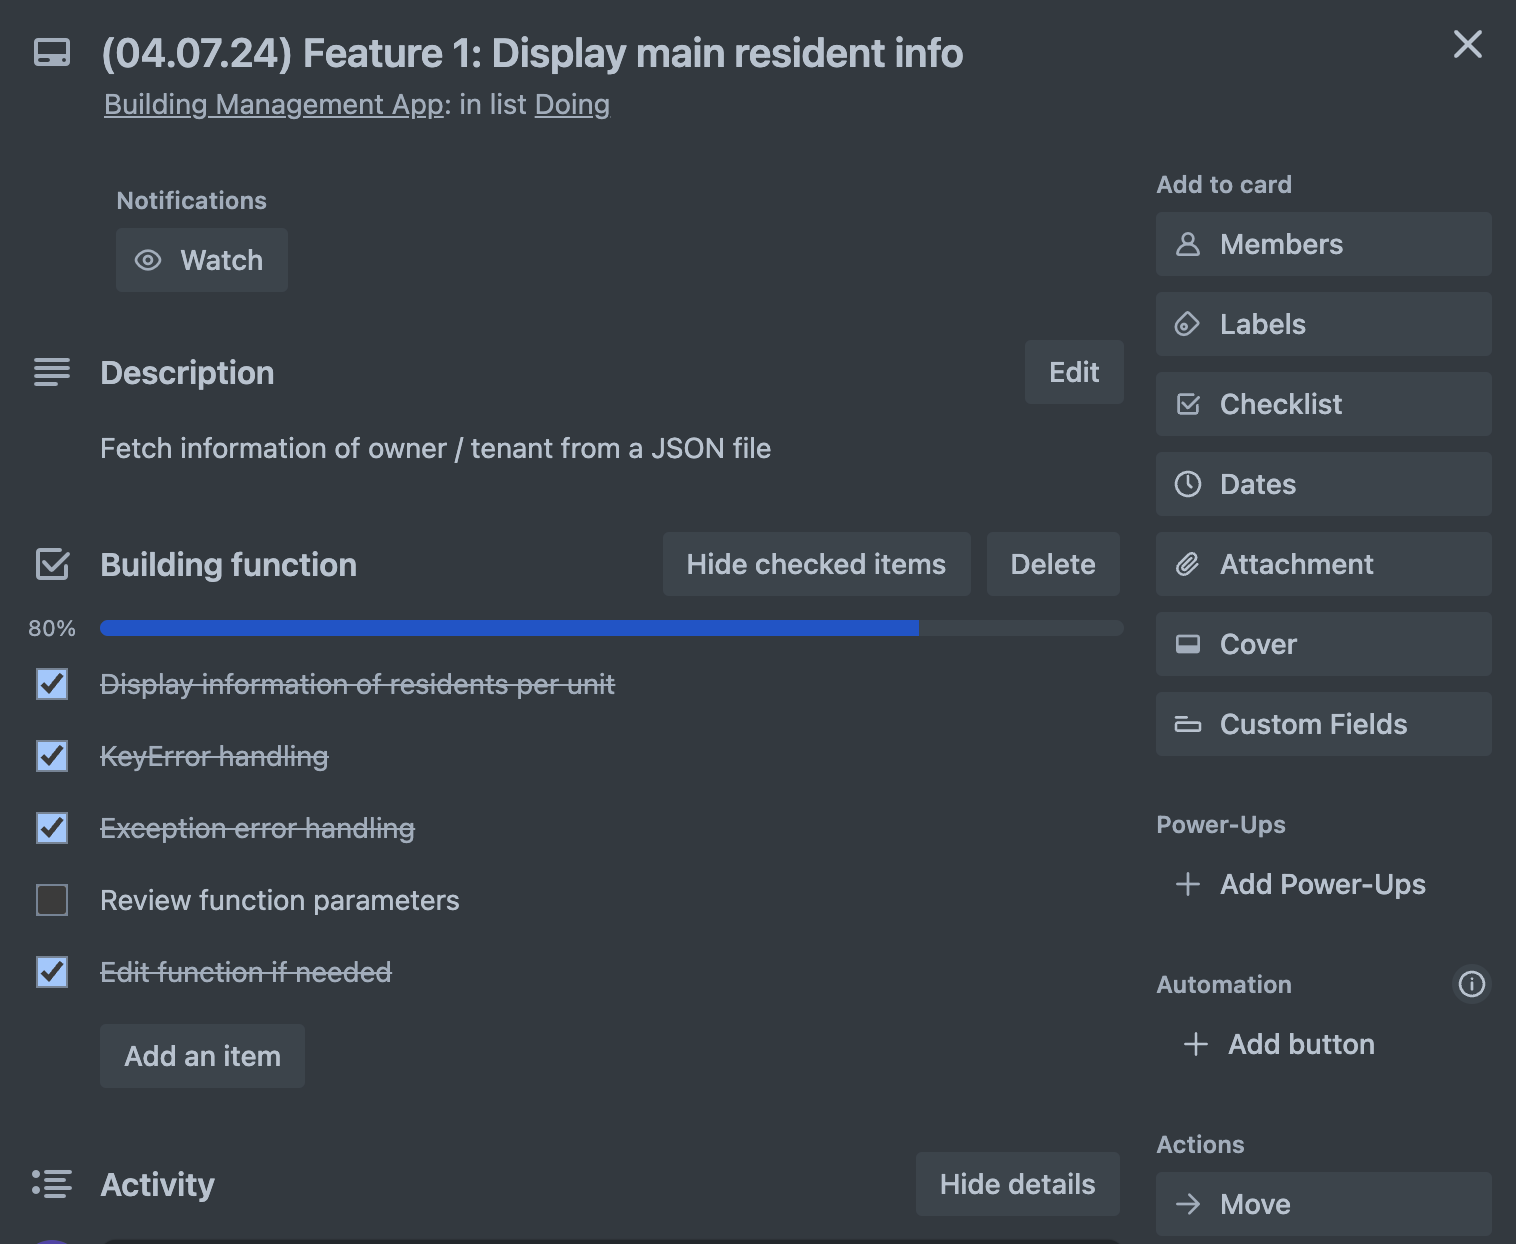 (04.07.24) Feature 1: Display main resident info
Building Management App: in list Doing
Notifications
Watch
Description
Edit
Fetch information of owner / tenant from a JSON file
Building function
Hide checked items
Delete
80%
Display information of residents per unit
KeyError handling
Exception error handling
Review function parameters
Edit function if needed
Add an item
Activity
Hide details
Add to card
Members
Labels
Checklist
Dates
Attachment
Cover
Custom Fields
Power-Ups
Add Power-Ups
Automation
Add button
Actions
Move